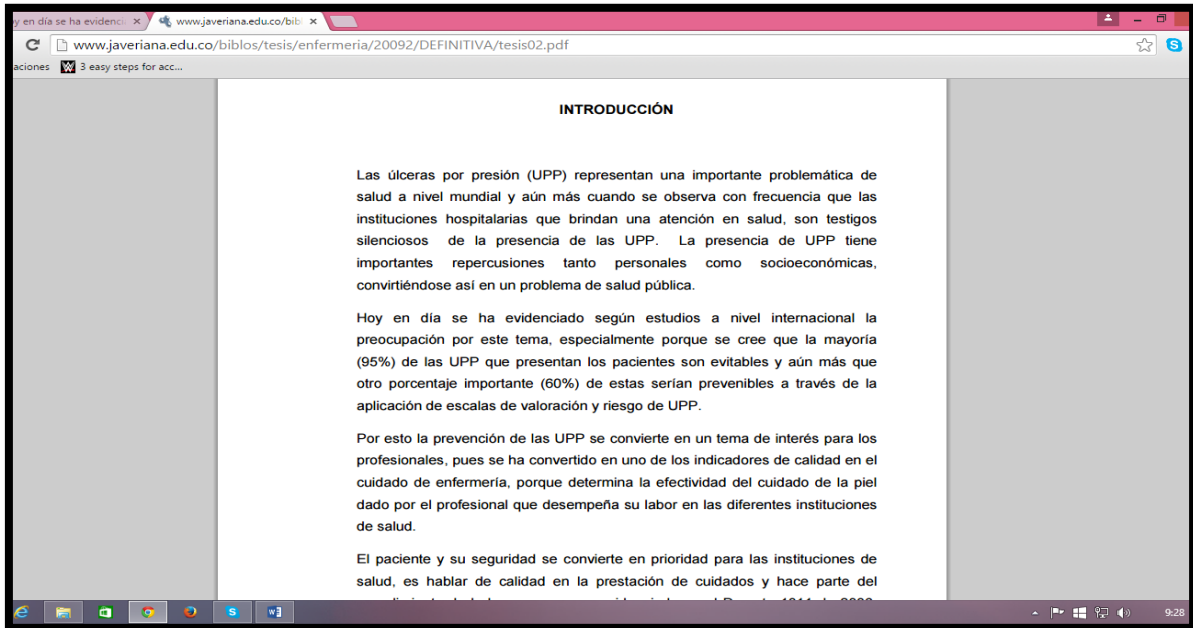 y en día se ha evidenci
www.javeriana.edu.co/bib
www.javeriana.edu.co/biblos/tesis/enfermeria/20092/DEFINITIVA/tesis02.pdf
aciones 3 easy steps for acc...
INTRODUCCIÓN
Las úlceras por presión (UPP) representan una importante problemática de
salud a nivel mundial y aún más cuando se observa con frecuencia que las
instituciones hospitalarias que brindan una atención en salud, son testigos
silenciosos de la presencia de las UPP. La presencia de UPP tiene
importantes repercusiones tanto personales como socioeconómicas,
convirtiéndose así en un problema de salud pública.
Hoy en día se ha evidenciado según estudios a nivel internacional la
preocupación por este tema, especialmente porque se cree que la mayoría
(95%) de las UPP que presentan los pacientes son evitables y aún más que
otro porcentaje importante (60%) de estas serían prevenibles a través de la
aplicación de escalas de valoración y riesgo de UPP.
Por esto la prevención de las UPP se convierte en un tema de interés para los
profesionales, pues se ha convertido en uno de los indicadores de calidad en el
cuidado de enfermería, porque determina la efectividad del cuidado de la piel
dado por el profesional que desempeña su labor en las diferentes instituciones
de salud.
El paciente y su seguridad se convierte en prioridad para las instituciones de
salud, es hablar de calidad en la prestación de cuidados y hace parte del
9:28